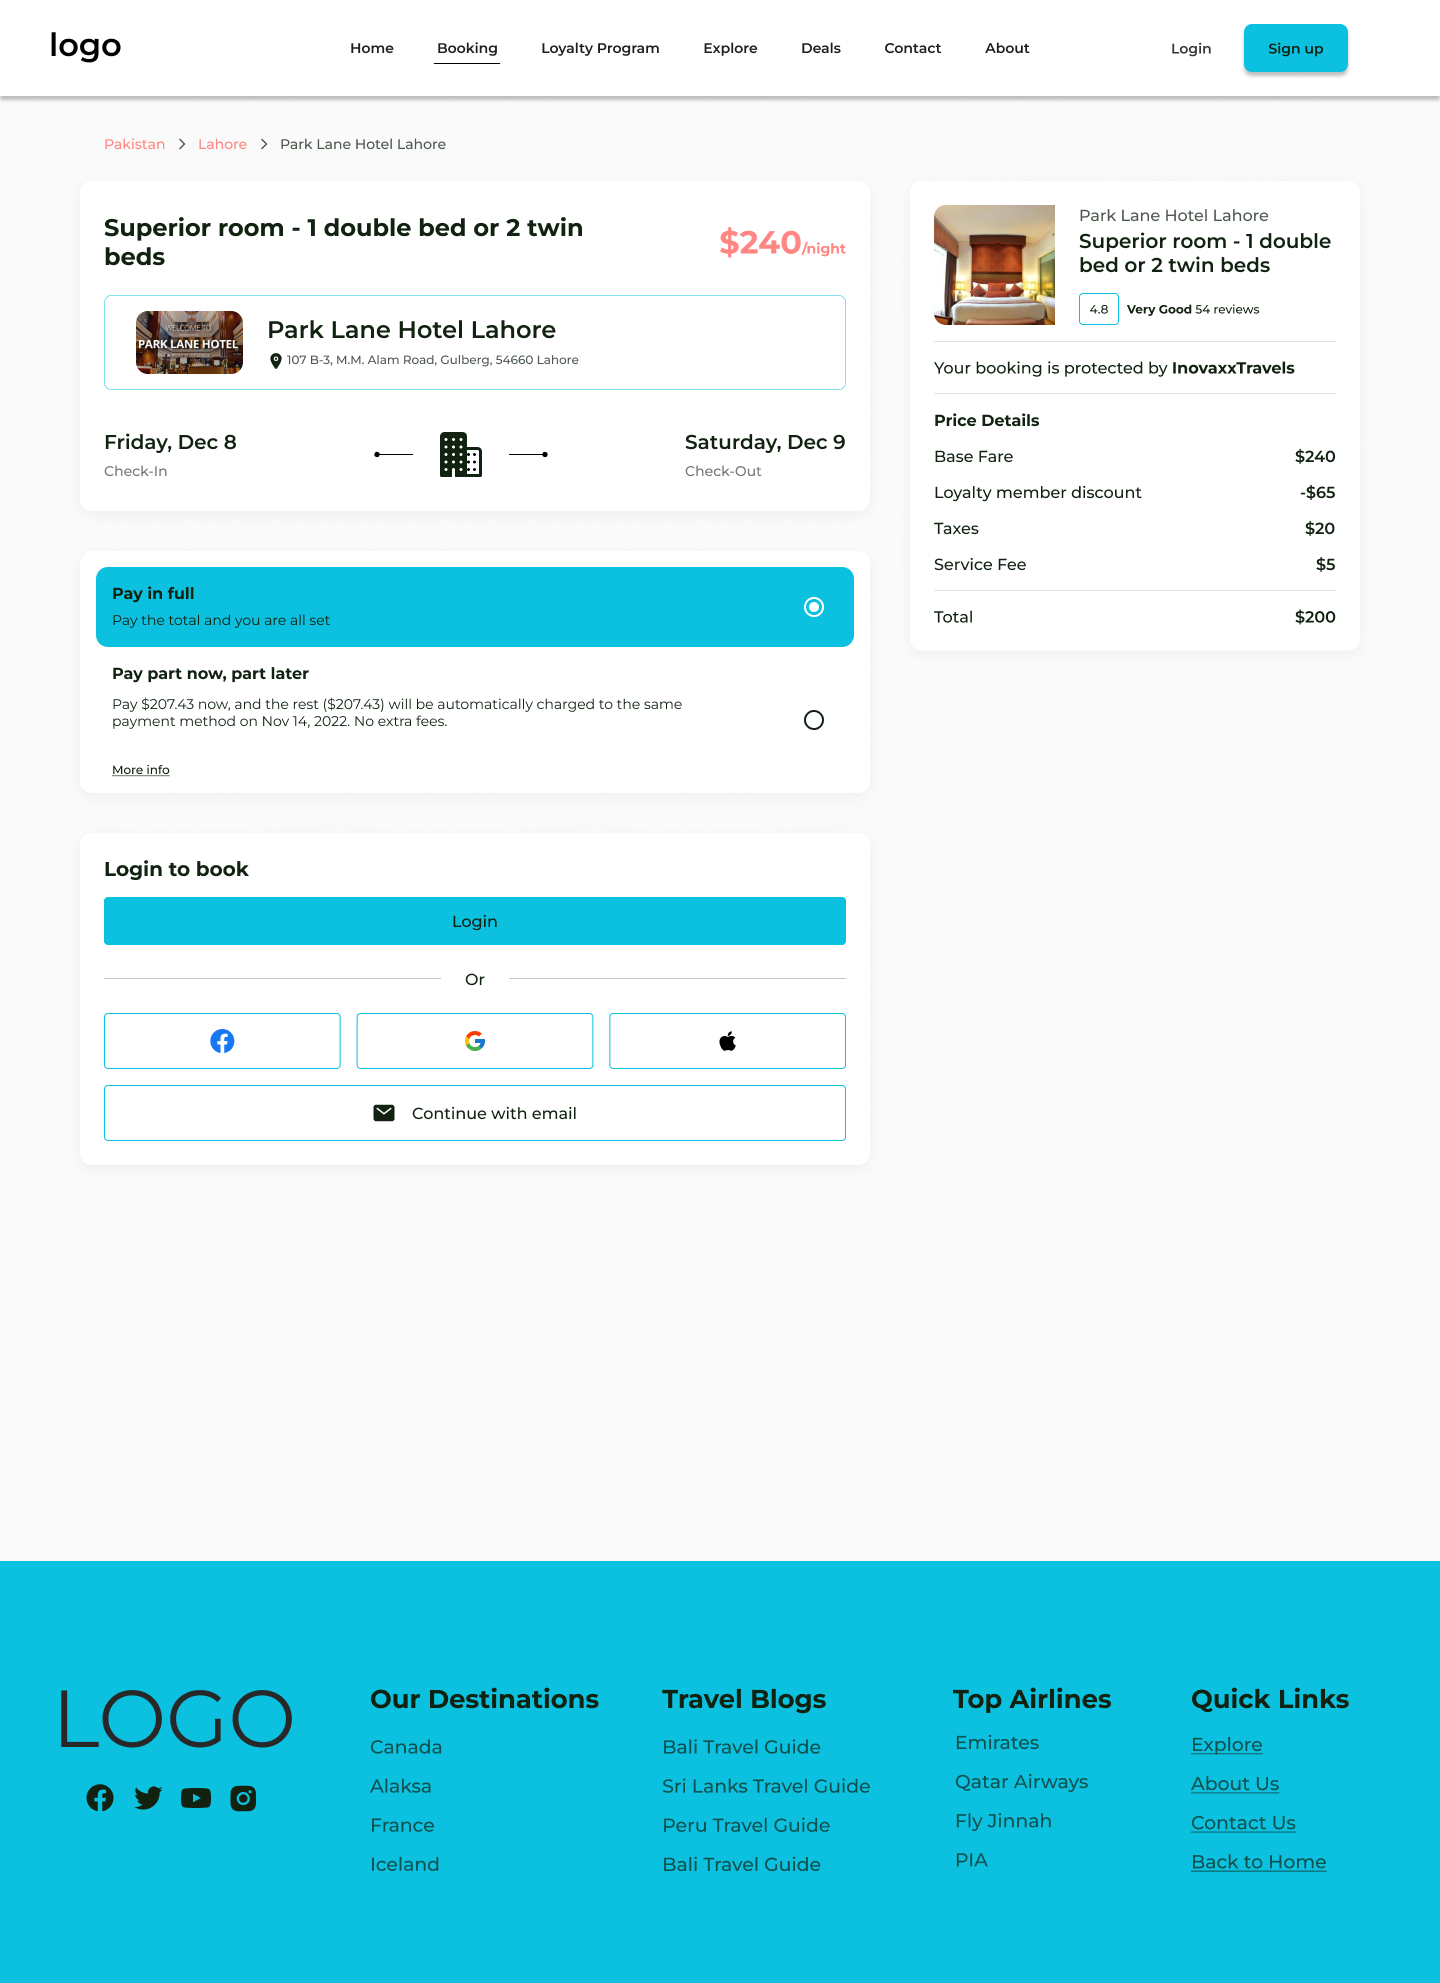 logo
Home
Booking
Loyalty Program
Explore
Deals
Contact
About
Login
Sign up
Pakistan
Lahore
Park Lane Hotel Lahore
Superior room - 1 double bed or 2 twin
beds
$240/night
WELCOME TO
PARK LANE HOTEL
Park Lane Hotel Lahore
107 B-3, M.M. Alam Road, Gulberg, 54660 Lahore
Friday, Dec 8
Check-In
Saturday, Dec 9
Check-Out
Pay in full
Pay the total and you are all set
Pay part now, part later
Pay $207.43 now, and the rest ($207.43) will be automatically charged to the same
payment method on Nov 14, 2022. No extra fees.
More info
Login to book
Login
Or
Continue with email
Park Lane Hotel Lahore
Superior room - 1 double
bed or 2 twin beds
4.8
Very Good 54 reviews
Your booking is protected by InovaxxTravels
Price Details
Base Fare $240
Loyalty member discount -$65
Taxes $20
Service Fee $5
Total $200
LOGO
Our Destinations
Canada
Alaksa
France
Iceland
Travel Blogs
Bali Travel Guide
Sri Lanks Travel Guide
Peru Travel Guide
Bali Travel Guide
Top Airlines
Emirates
Qatar Airways
Fly Jinnah
PIA
Quick Links
Explore
About Us
Contact Us
Back to Home